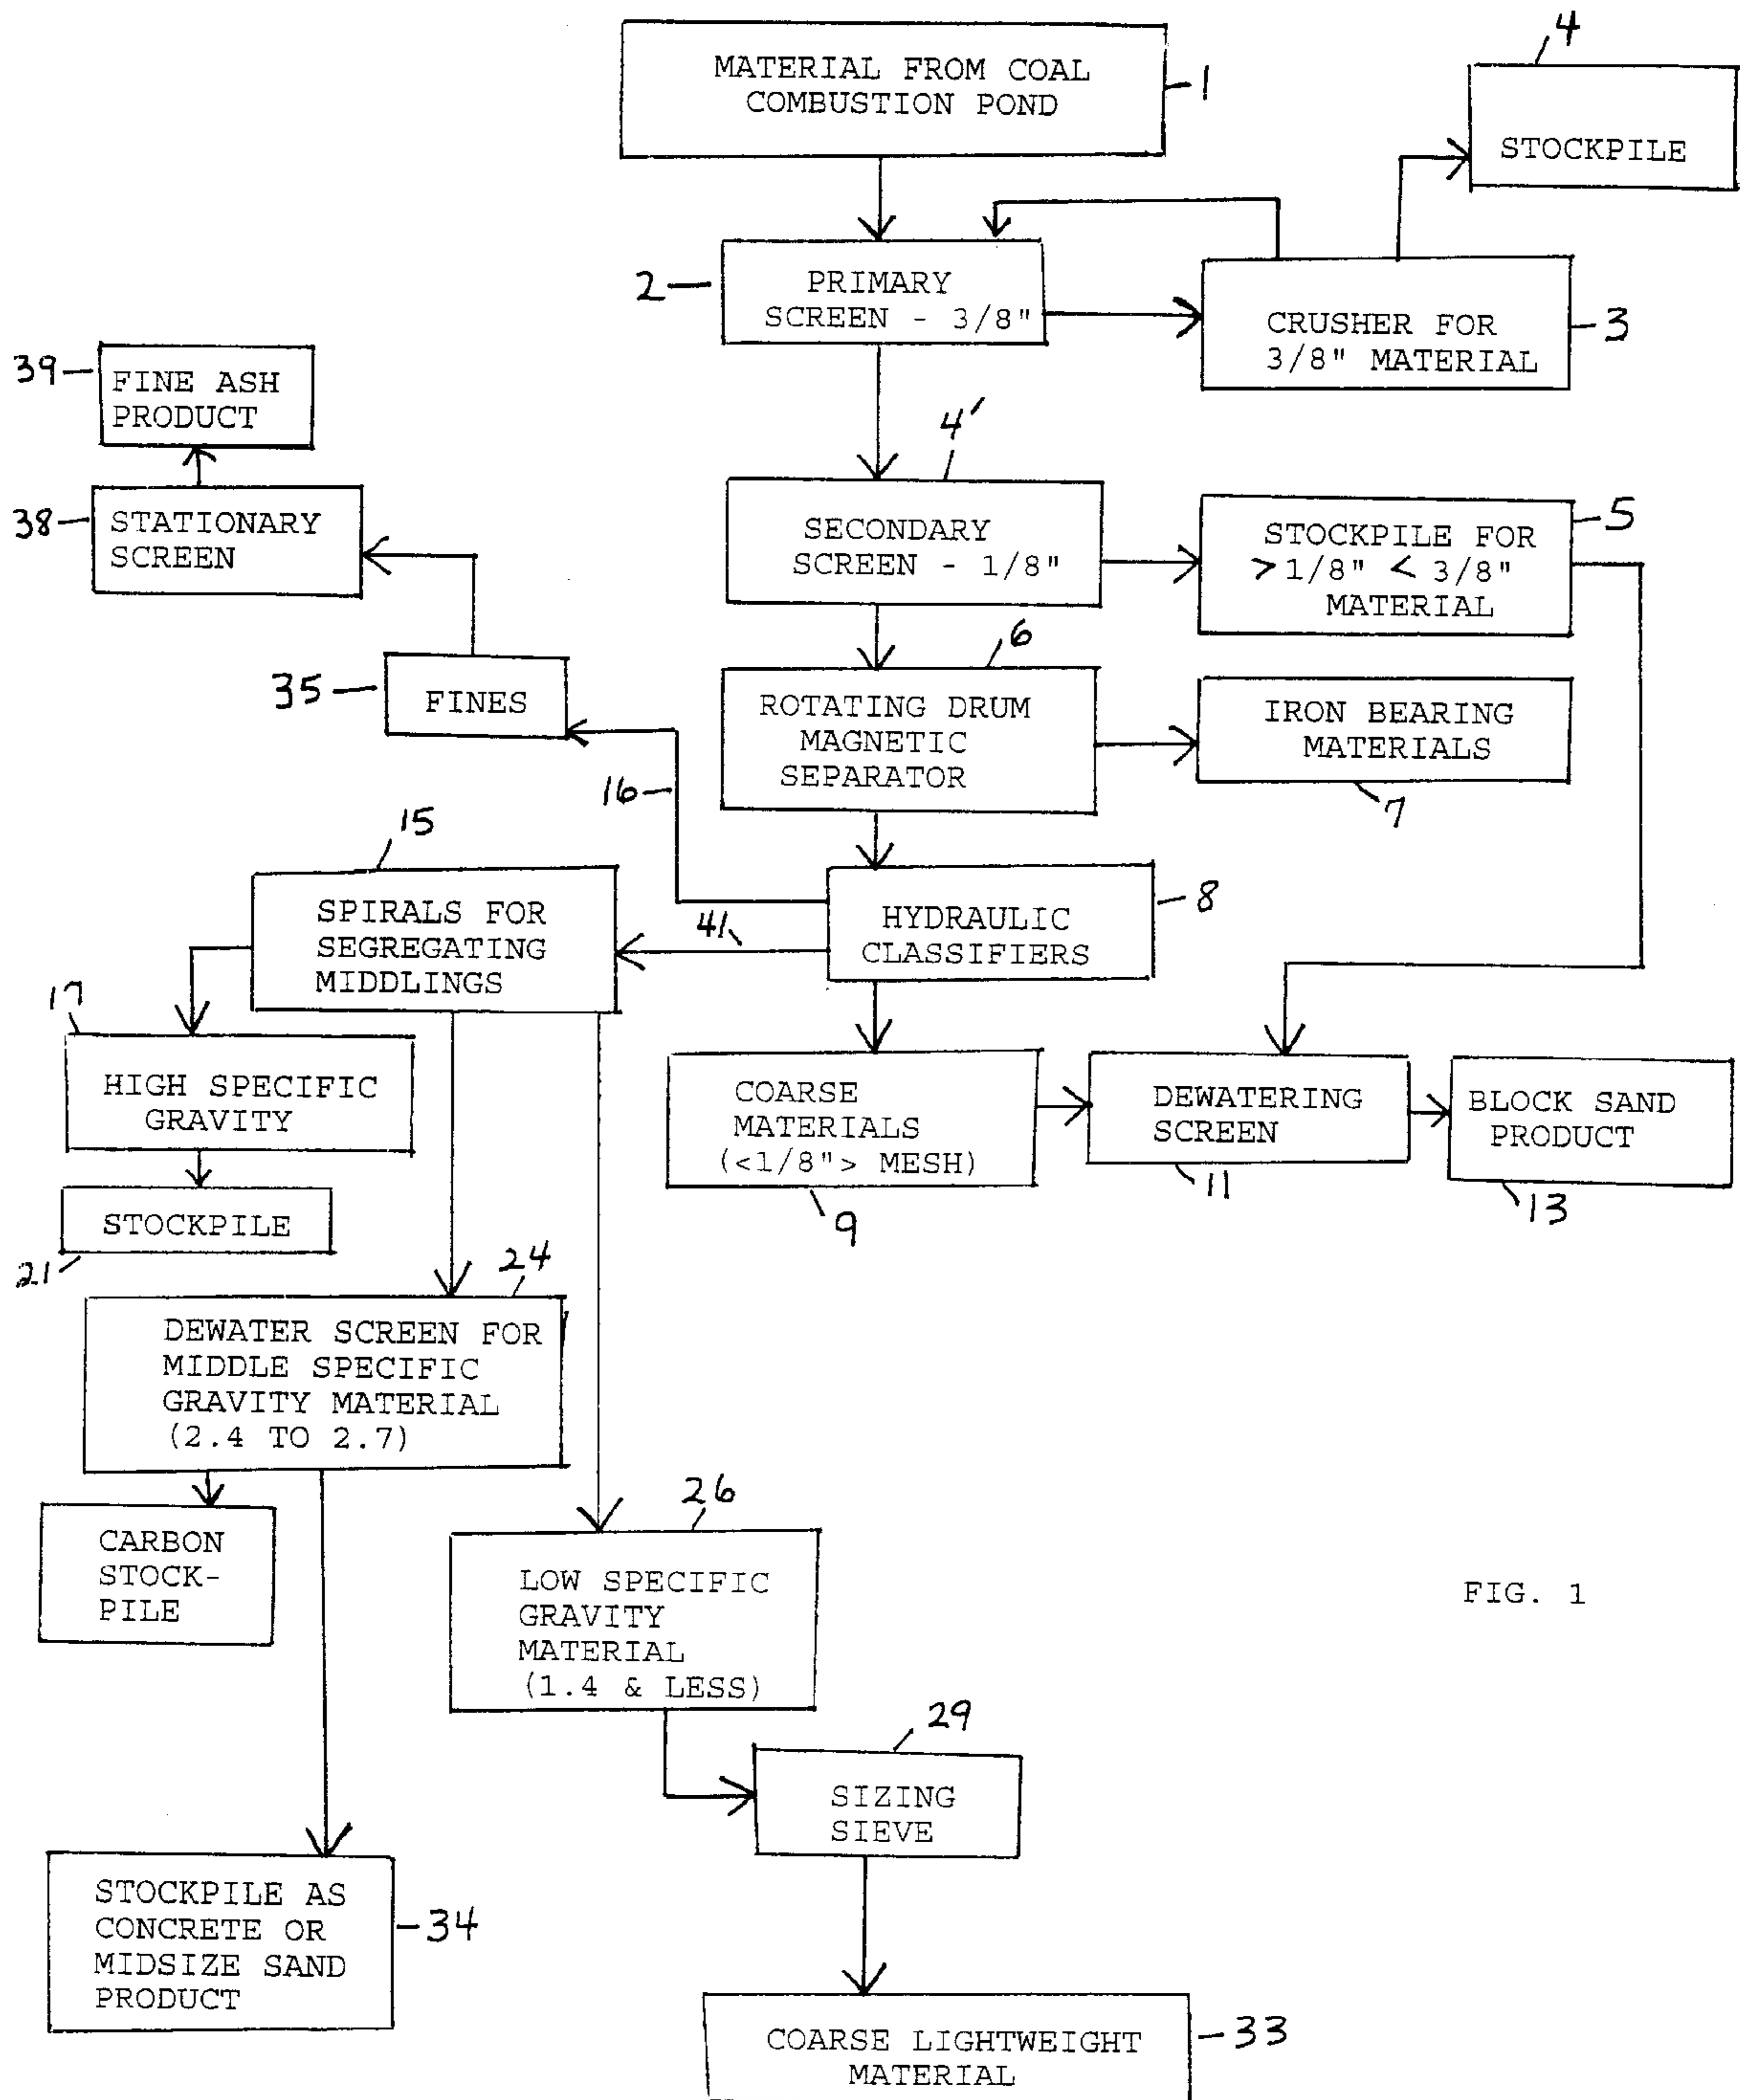 MATERIAL FROM COAL
COMBUSTION POND
1
4
STOCKPILE
2
PRIMARY
SCREEN - 3/8"
CRUSHER FOR
3/8" MATERIAL
3
39
FINE ASH
PRODUCT
38
STATIONARY
SCREEN
4'
SECONDARY
SCREEN - 1/8"
STOCKPILE FOR
>1/8" < 3/8"
MATERIAL
5
35
FINES
6
ROTATING DRUM
MAGNETIC
SEPARATOR
IRON BEARING
MATERIALS
7
16
15
SPIRALS FOR
SEGREGATING
MIDDLINGS
41
HYDRAULIC
CLASSIFIERS
8
17
HIGH SPECIFIC
GRAVITY
STOCKPILE
21
COARSE
MATERIALS
(<1/8"> MESH)
9
DEWATERING
SCREEN
11
BLOCK SAND
PRODUCT
13
24
DEWATER SCREEN FOR
MIDDLE SPECIFIC
GRAVITY MATERIAL
(2.4 TO 2.7)
CARBON
STOCK-
PILE
26
LOW SPECIFIC
GRAVITY
MATERIAL
(1.4 & LESS)
FIG. 1
29
SIZING
SIEVE
STOCKPILE AS
CONCRETE OR
MIDSIZE SAND
PRODUCT
34
COARSE LIGHTWEIGHT
MATERIAL
33